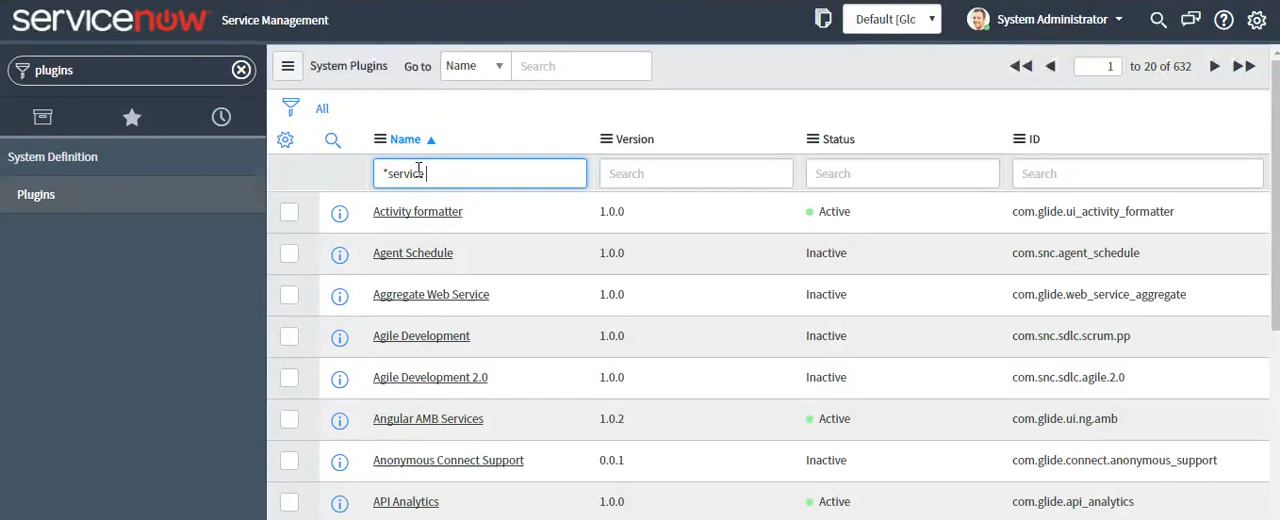 servicenow Service Management Default [Glc System Administrator
plugins
System Plugins Go to Name Search 1 to 20 of 632
All
Name Version Status ID
*service Search Search Search
System Definition
Plugins
Activity formatter 1.0.0 Active com.glide.ui_activity_formatter
Agent Schedule 1.0.0 Inactive com.snc.agent_schedule
Aggregate Web Service 1.0.0 Inactive com.glide.web_service_aggregate
Agile Development 1.0.0 Inactive com.snc.sdlc.scrum.pp
Agile Development 2.0 1.0.0 Inactive com.snc.sdlc.agile.2.0
Angular AMB Services 1.0.2 Active com.glide.ui.ng.amb
Anonymous Connect Support 0.0.1 Inactive com.glide.connect.anonymous_support
API Analytics 1.0.0 Active com.glide.api_analytics